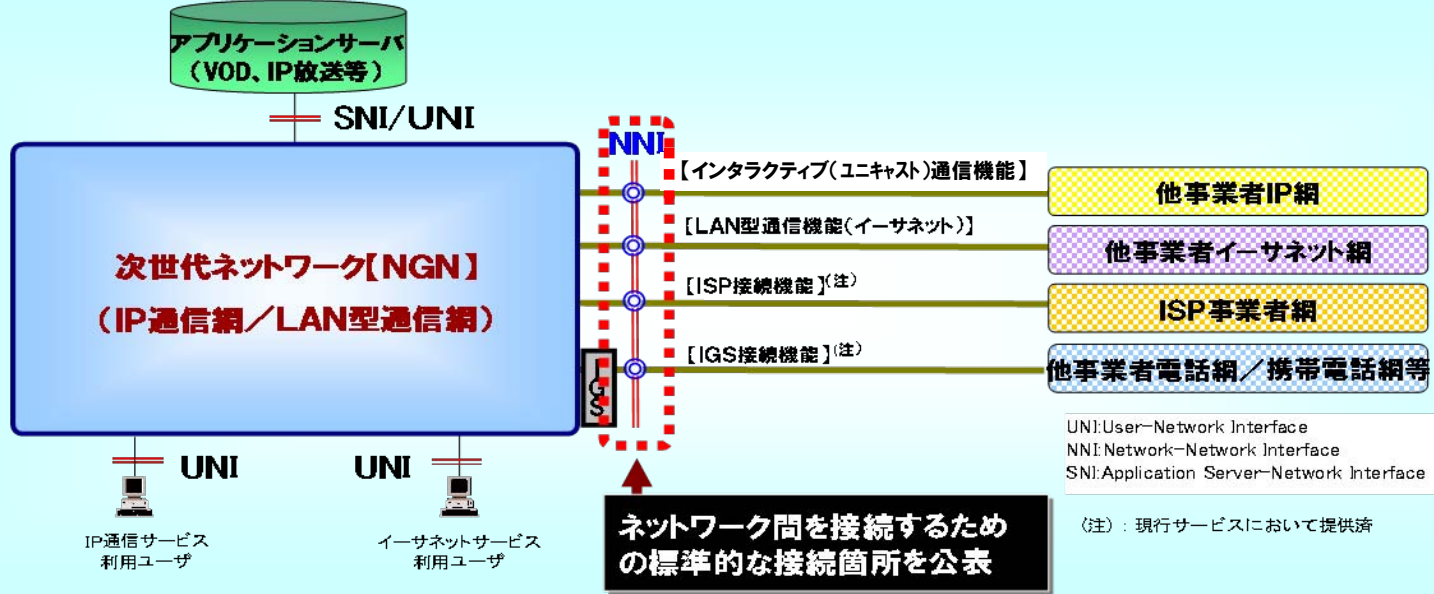 アプリケーションサーバ
（VOD、IP放送等）
SNI/UNI
NNI
【インタラクティブ（ユニキャスト）通信機能】
他事業者IP網
【LAN型通信機能（イーサネット）】
他事業者イーサネット網
次世代ネットワーク【NGN】
（IP通信網／LAN型通信網）
【ISP接続機能】（注）
ISP事業者網
【IGS接続機能】（注）
IGS
他事業者電話網／携帯電話網等
UNI:User-Network Interface
NNI:Network-Network Interface
SNI:Application Server-Network Interface
UNI
UNI
ネットワーク間を接続するため
の標準的な接続箇所を公表
（注）：現行サービスにおいて提供済
IP通信サービス
利用ユーザ
イーサネットサービス
利用ユーザ